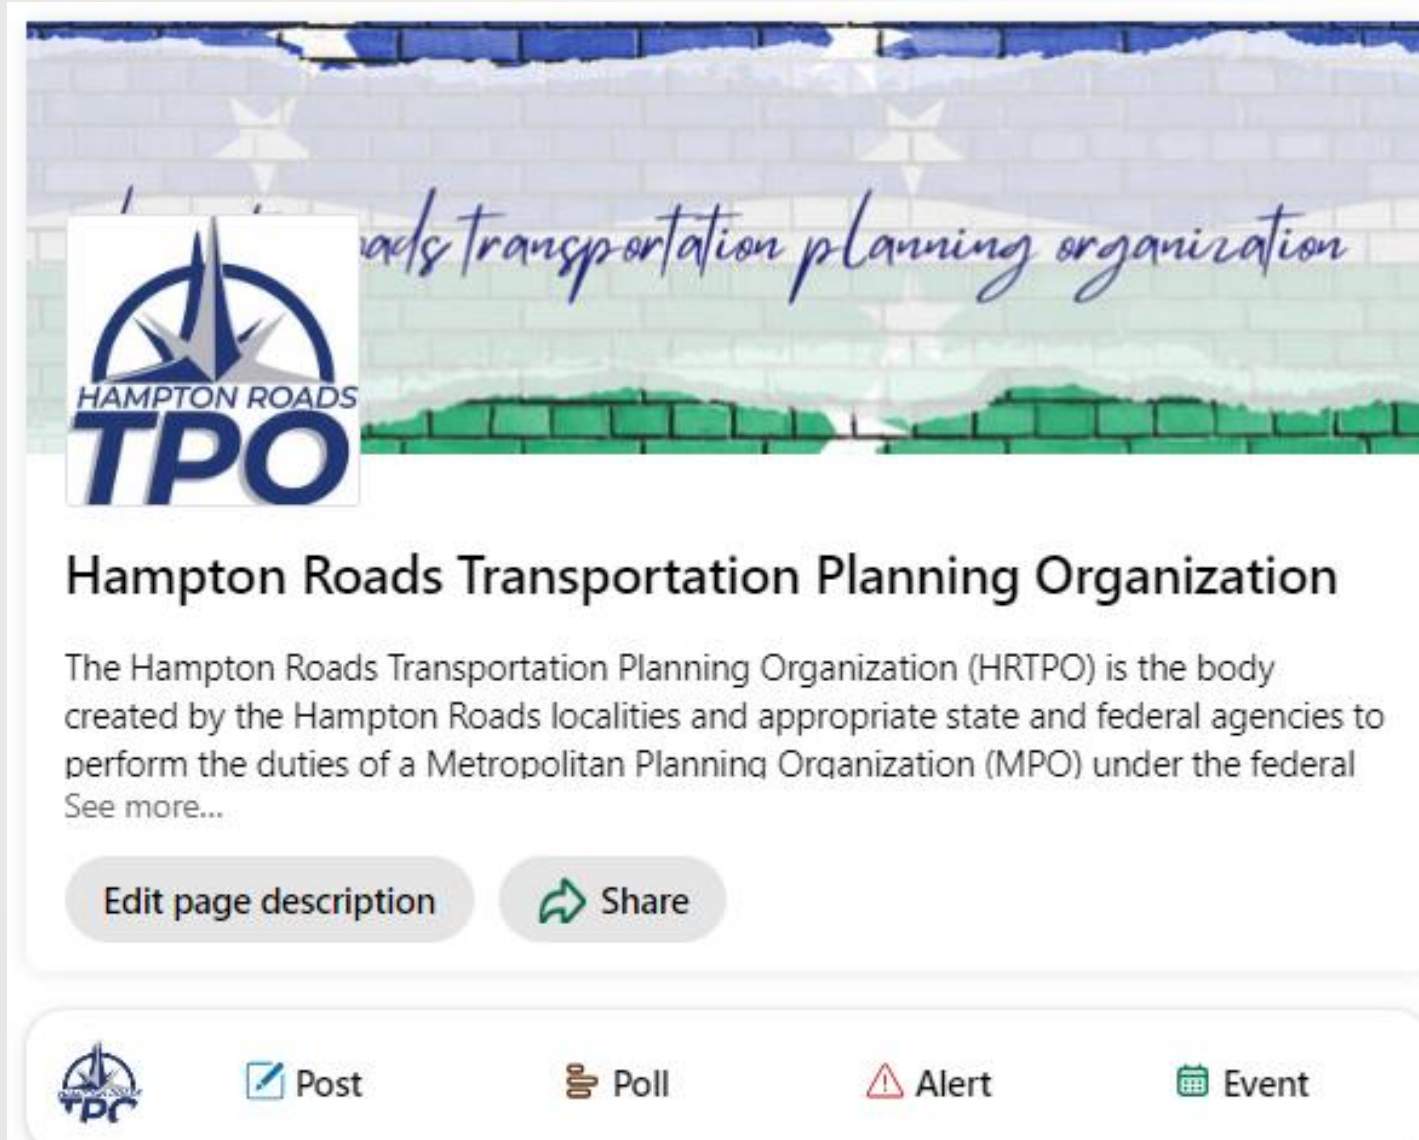 transportation planning organization
HAMPTON ROADS
TPO
Hampton Roads Transportation Planning Organization
The Hampton Roads Transportation Planning Organization (HRTPO) is the body
created by the Hampton Roads localities and appropriate state and federal agencies to
perform the duties of a Metropolitan Planning Organization (MPO) under the federal
See more...
Edit page description
Share
TPO
Post
Poll
Alert
Event